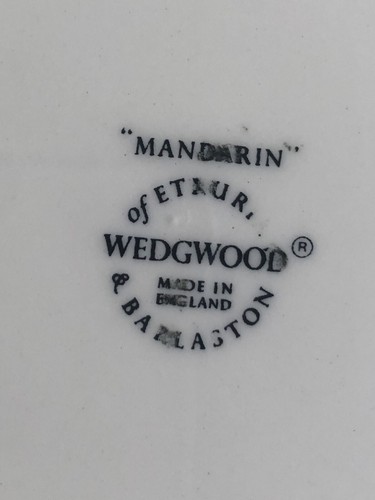 "MANDARIN"
of ETRURIA
WEDGWOOD®
MADE IN
ENGLAND
& BARLASTON